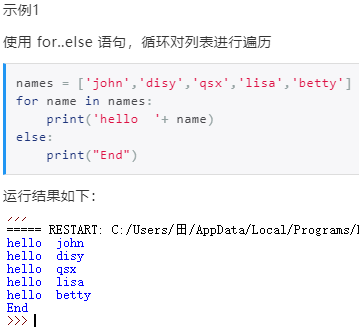 示例1
使用 for..else 语句，循环对列表进行遍历
names = ['john','disy','qsx','lisa','betty']
for name in names:
    print('hello  '+ name)
else:
    print("End")
运行结果如下：
===== RESTART: C:/Users/田/AppData/Local/Programs/
hello  john
hello  disy
hello  qsx
hello  lisa
hello  betty
End
>>>